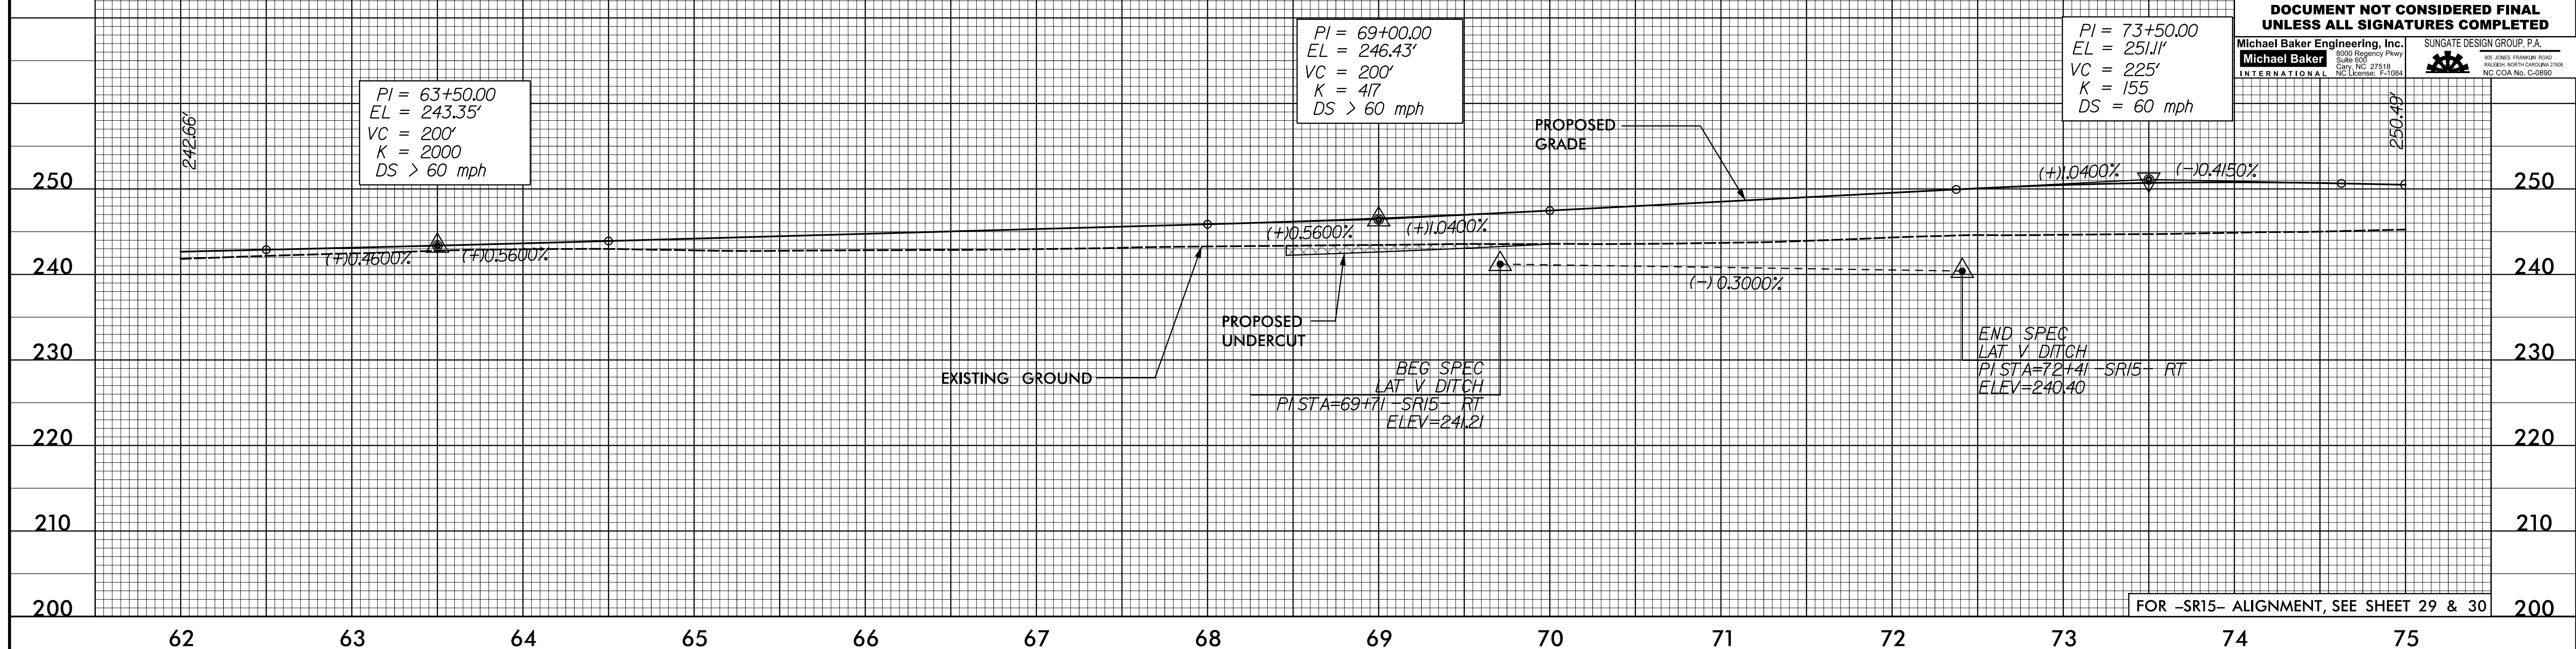 DOCUMENT NOT CONSIDERED FINAL
UNLESS ALL SIGNATURES COMPLETED
Michael Baker Engineering, Inc.
Michael Baker
INTERNATIONAL
8000 Regency Pkwy
Suite 600
Cary, NC 27518
NC License: F-1084
SUNGATE DESIGN GROUP, P.A.
905 JONES FRANKLIN ROAD
RALEIGH, NORTH CAROLINA 27606
NC COA No. C-0890
PI = 63+50.00
EL = 243.35'
VC = 200'
K = 2000
DS > 60 mph
PI = 69+00.00
EL = 246.43'
VC = 200'
K = 417
DS > 60 mph
PI = 73+50.00
EL = 251.11'
VC = 225'
K = 155
DS = 60 mph
242.66'
250.49'
PROPOSED
GRADE
(+)1.0400%
(-)0.4150%
250
250
(+)0.4600%
(+)0.5600%
(+)0.5600%
(+)1.0400%
240
240
(-) 0.3000%
PROPOSED
UNDERCUT
EXISTING GROUND
BEG SPEC
LAT V DITCH
PI STA=69+71 -SR15- RT
ELEV=241.21
END SPEC
LAT V DITCH
PI STA=72+41 -SR15- RT
ELEV=240.40
230
230
220
220
210
210
200
200
FOR -SR15- ALIGNMENT, SEE SHEET 29 & 30
62 63 64 65 66 67 68 69 70 71 72 73 74 75